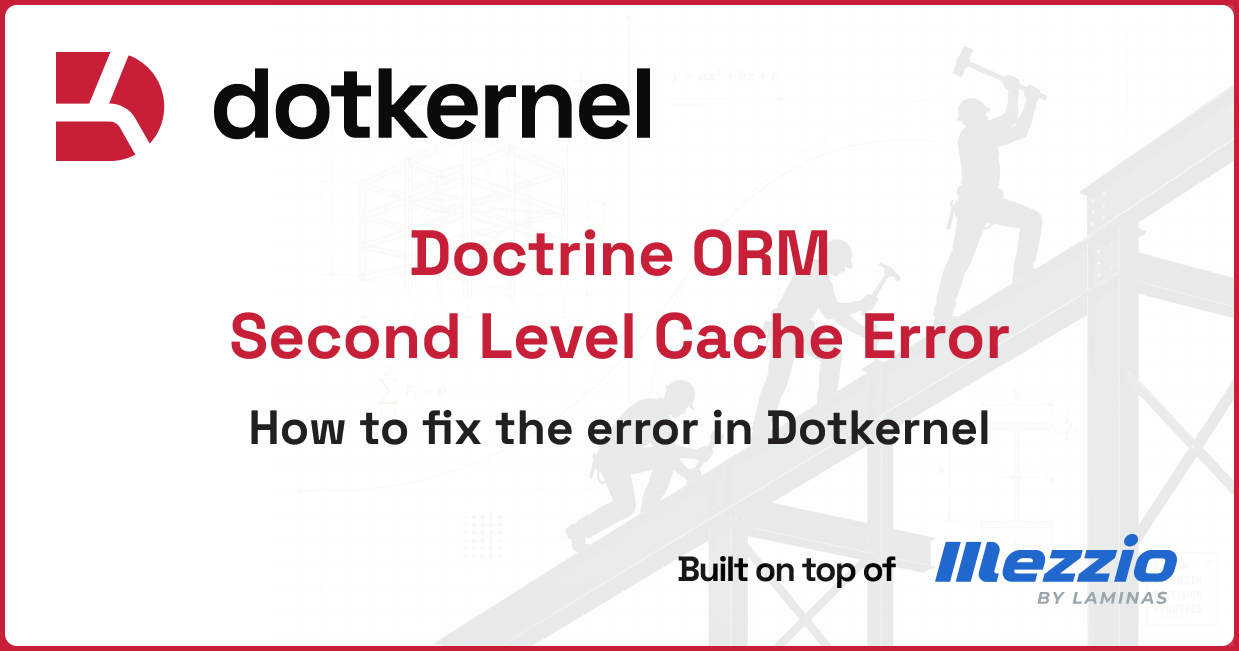 dotkernel
Doctrine ORM
Second Level Cache Error
How to fix the error in Dotkernel
Built on top of
Mezzio
BY LAMINAS